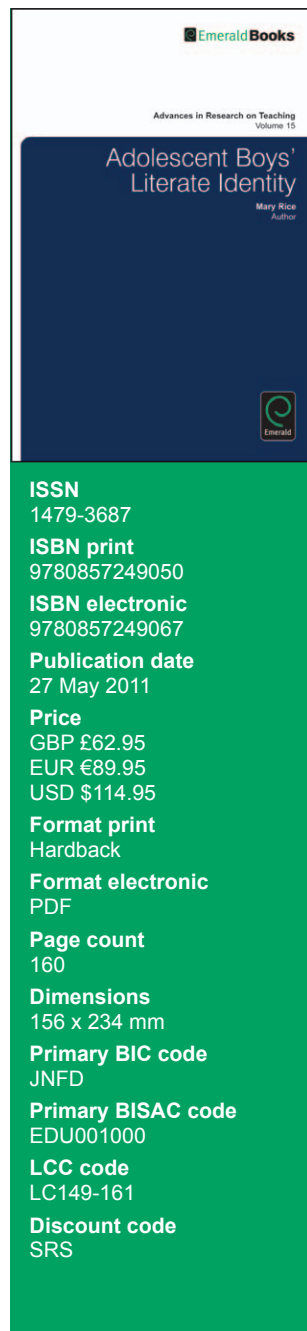 Emerald Books
Advances in Research on Teaching
Volume 15
Adolescent Boys'
Literate Identity
Mary Rice
Author
Emerald
ISSN
1479-3687
ISBN print
9780857249050
ISBN electronic
9780857249067
Publication date
27 May 2011
Price
GBP £62.95
EUR €89.95
USD $114.95
Format print
Hardback
Format electronic
PDF
Page count
160
Dimensions
156 x 234 mm
Primary BIC code
JNFD
Primary BISAC code
EDU001000
LCC code
LC149-161
Discount code
SRS